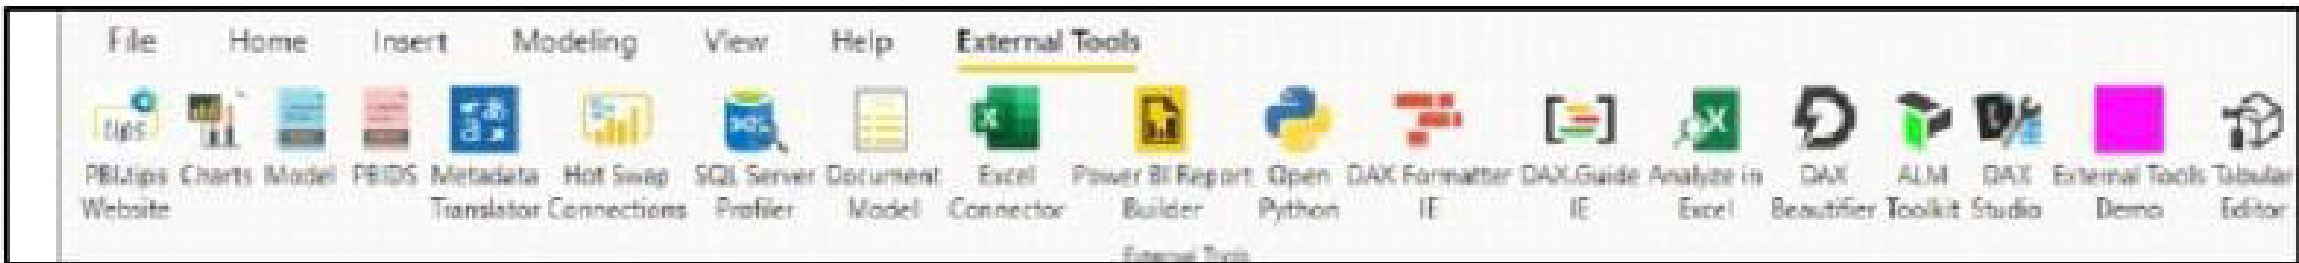 File Home Insert Modeling View Help External Tools
tips
PBI.tips Charts Model PBIDS Metadata Hot Swap SQL Server Document Excel Power BI Report Open DAX Formatter DAX.Guide Analyze in DAX ALM DAX External Tools Tabular
Website Translator Connections Profiler Model Connector Builder Python IE IE Excel Beautifier Toolkit Studio Demo Editor
External Tools